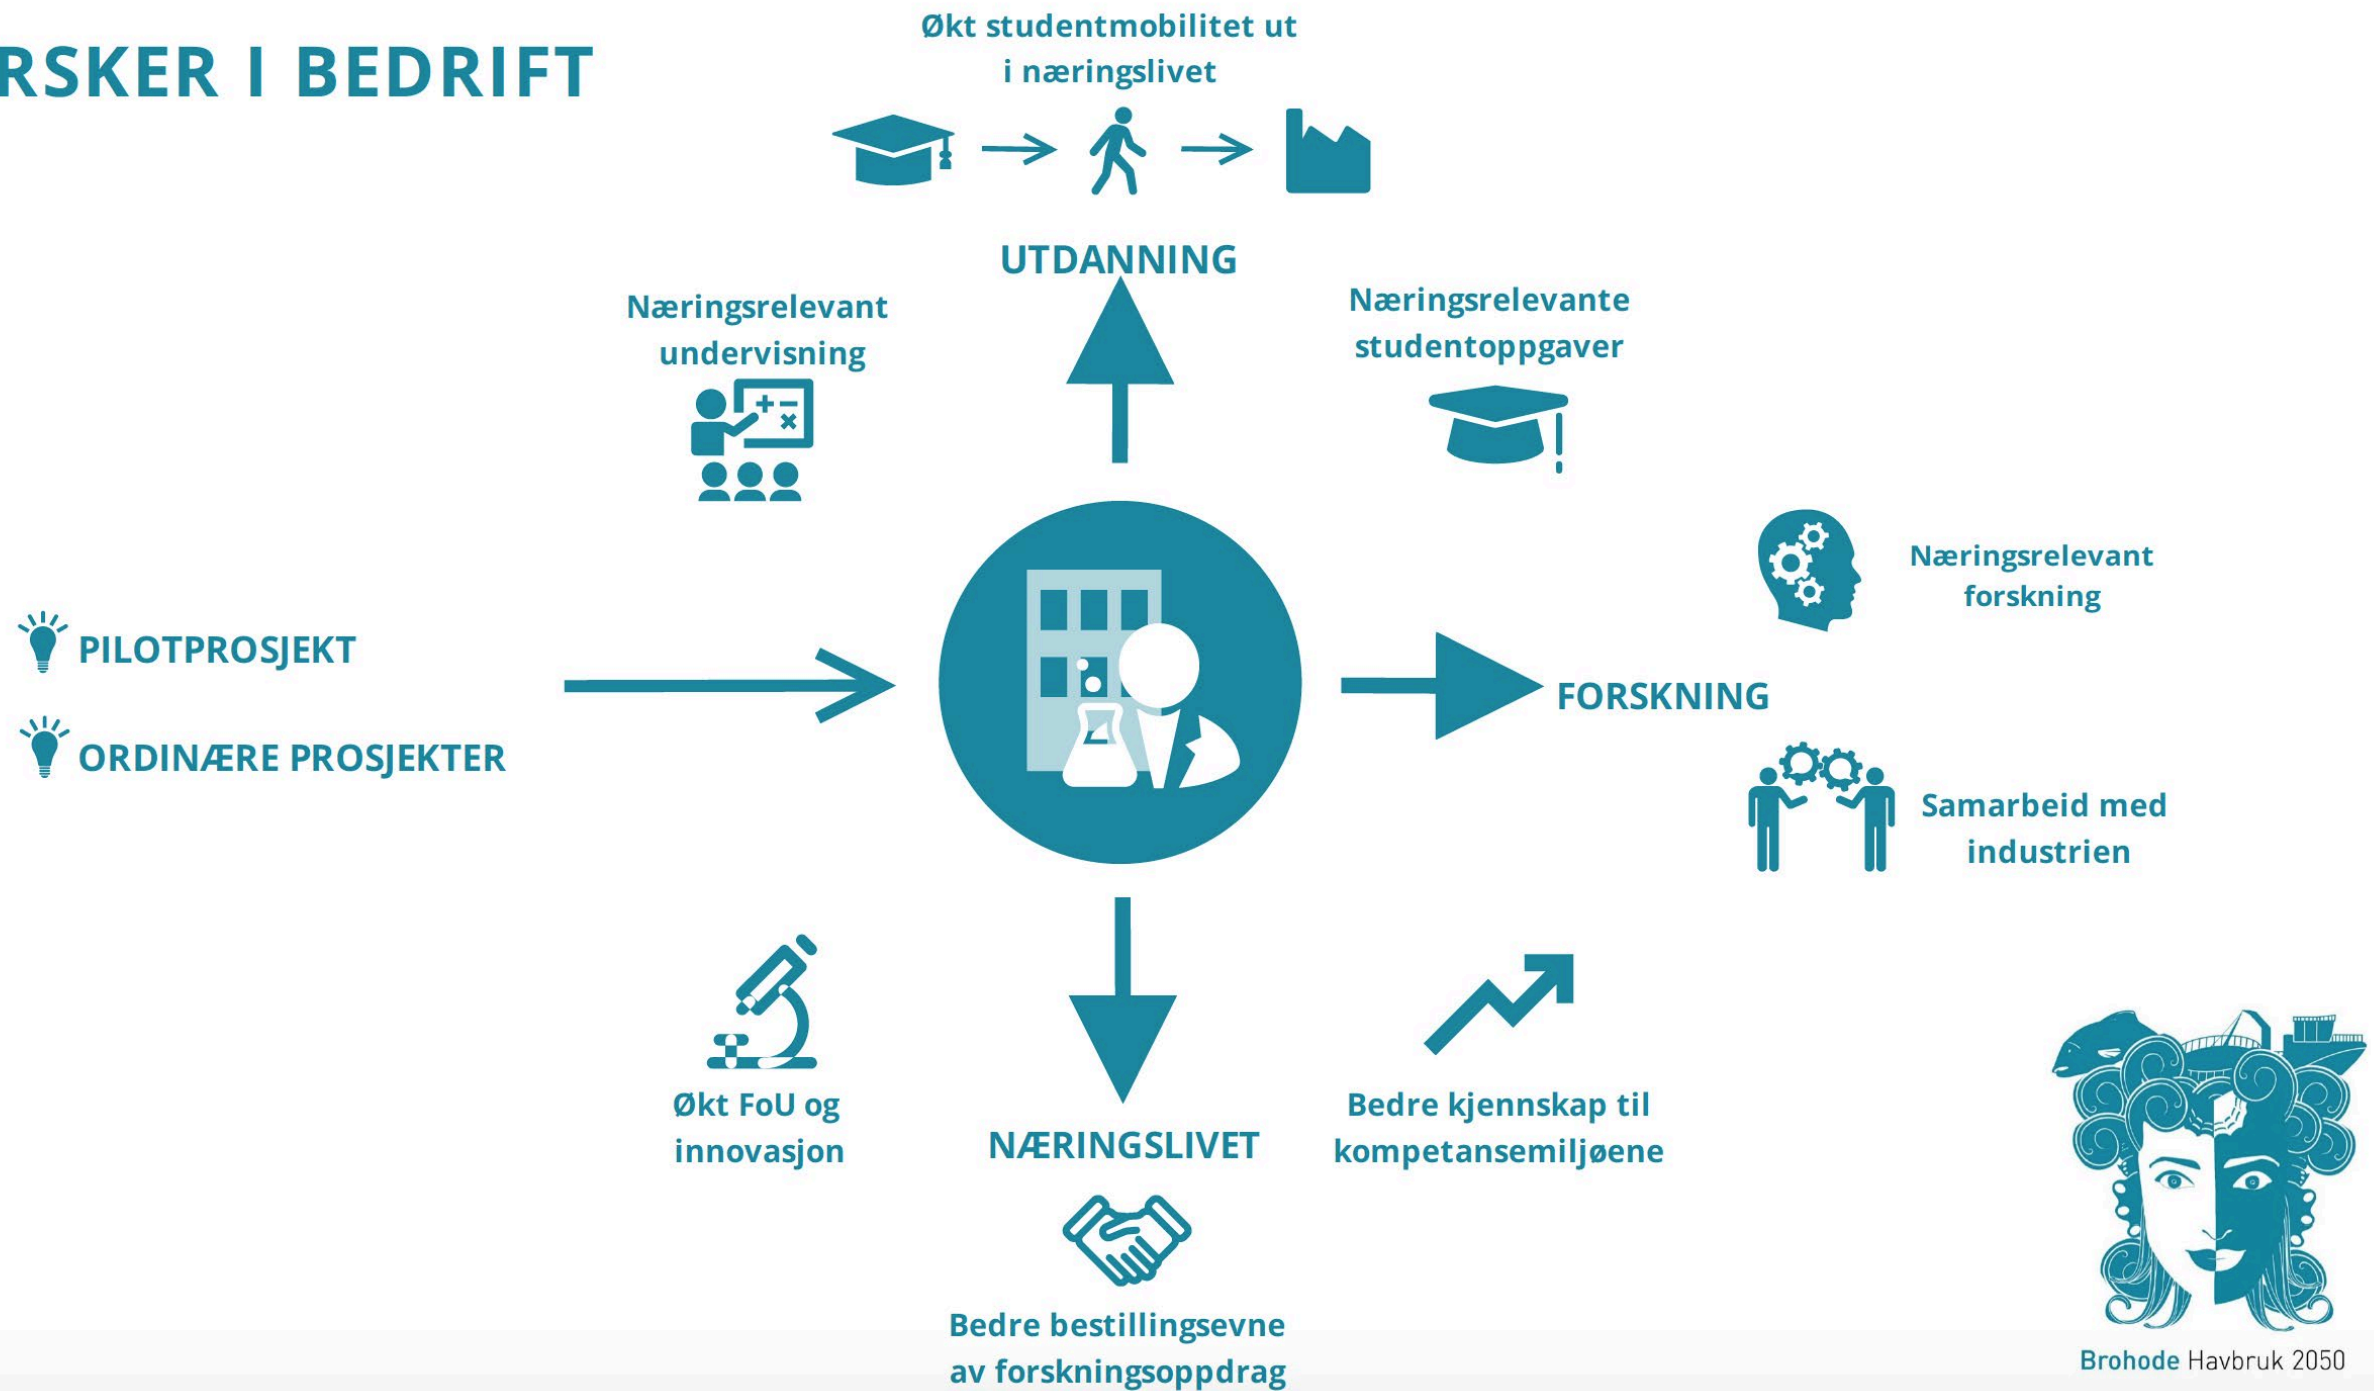 RSKER I BEDRIFT
Økt studentmobilitet ut
i næringslivet
UTDANNING
Næringsrelevant
undervisning
Næringsrelevante
studentoppgaver
Næringsrelevant
forskning
PILOTPROSJEKT
FORSKNING
ORDINÆRE PROSJEKTER
Samarbeid med
industrien
Økt FoU og
innovasjon
NÆRINGSLIVET
Bedre kjennskap til
kompetansemiljøene
Bedre bestillingsevne
av forskningsoppdrag
Brohode Havbruk 2050